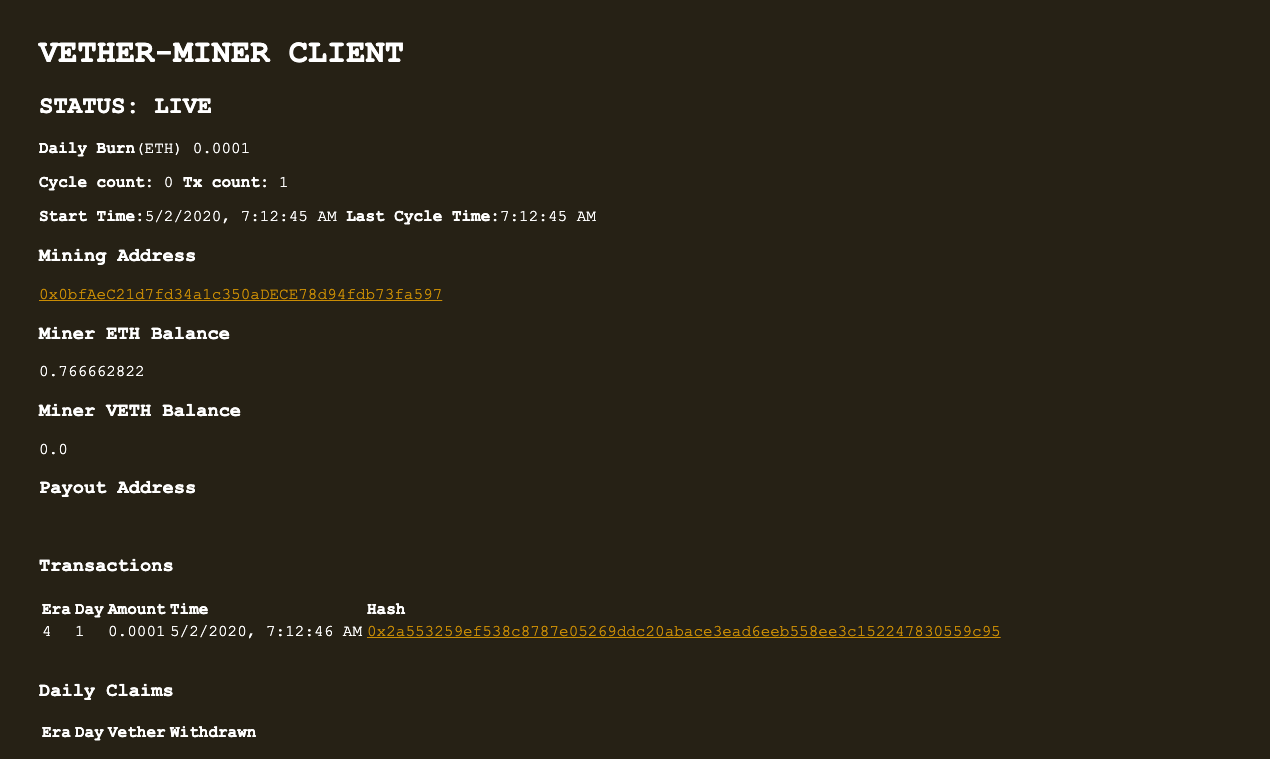 VETHER-MINER CLIENT
STATUS: LIVE
Daily Burn(ETH) 0.0001
Cycle count: 0 Tx count: 1
Start Time:5/2/2020, 7:12:45 AM Last Cycle Time:7:12:45 AM
Mining Address
0x0bfAeC21d7fd34a1c350aDECE78d94fdb73fa597
Miner ETH Balance
0.766662822
Miner VETH Balance
0.0
Payout Address
Transactions
Era Day Amount Time Hash
4 1 0.0001 5/2/2020, 7:12:46 AM 0x2a553259ef538c8787e05269ddc20abace3ead6eeb558ee3c152247830559c95
Daily Claims
Era Day Vether Withdrawn